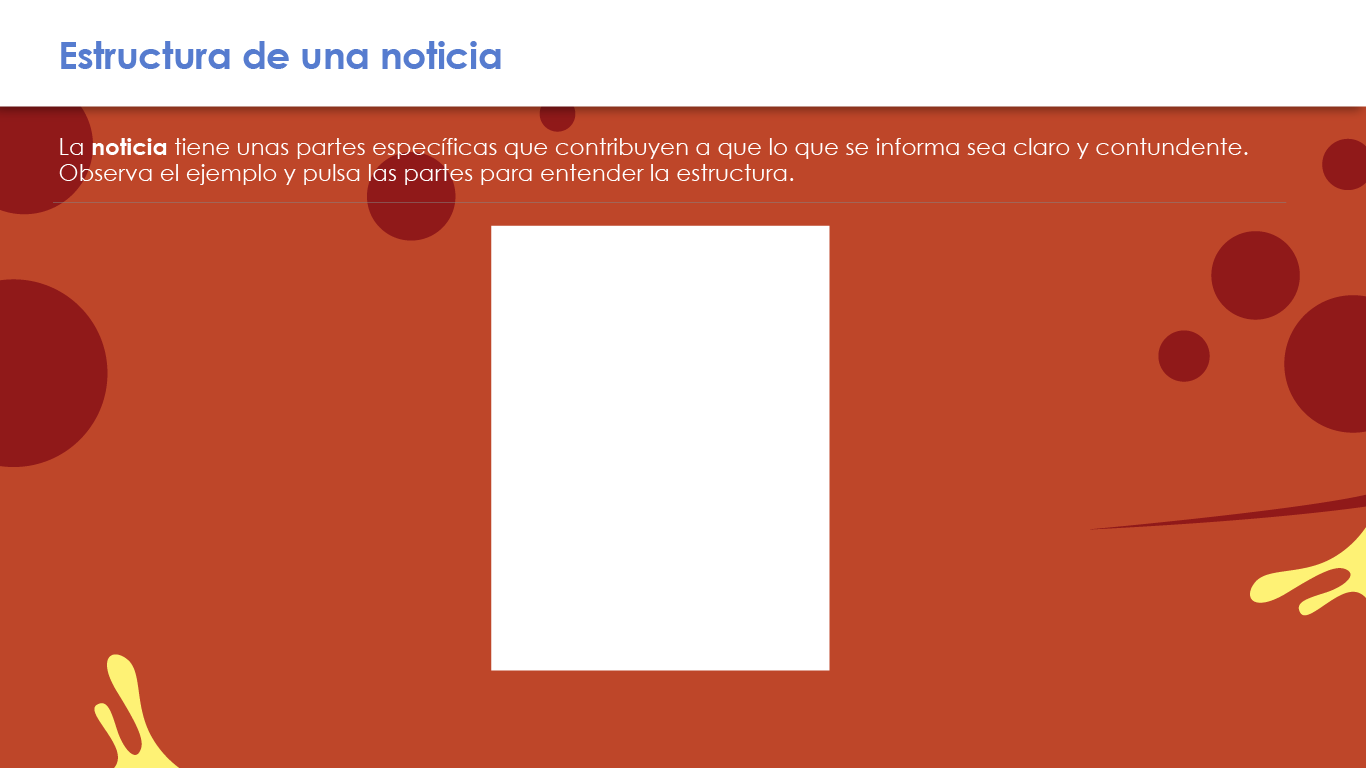 Estructura de una noticia
La noticia tiene unas partes específicas que contribuyen a que lo que se informa sea claro y contundente.
Observa el ejemplo y pulsa las partes para entender la estructura.